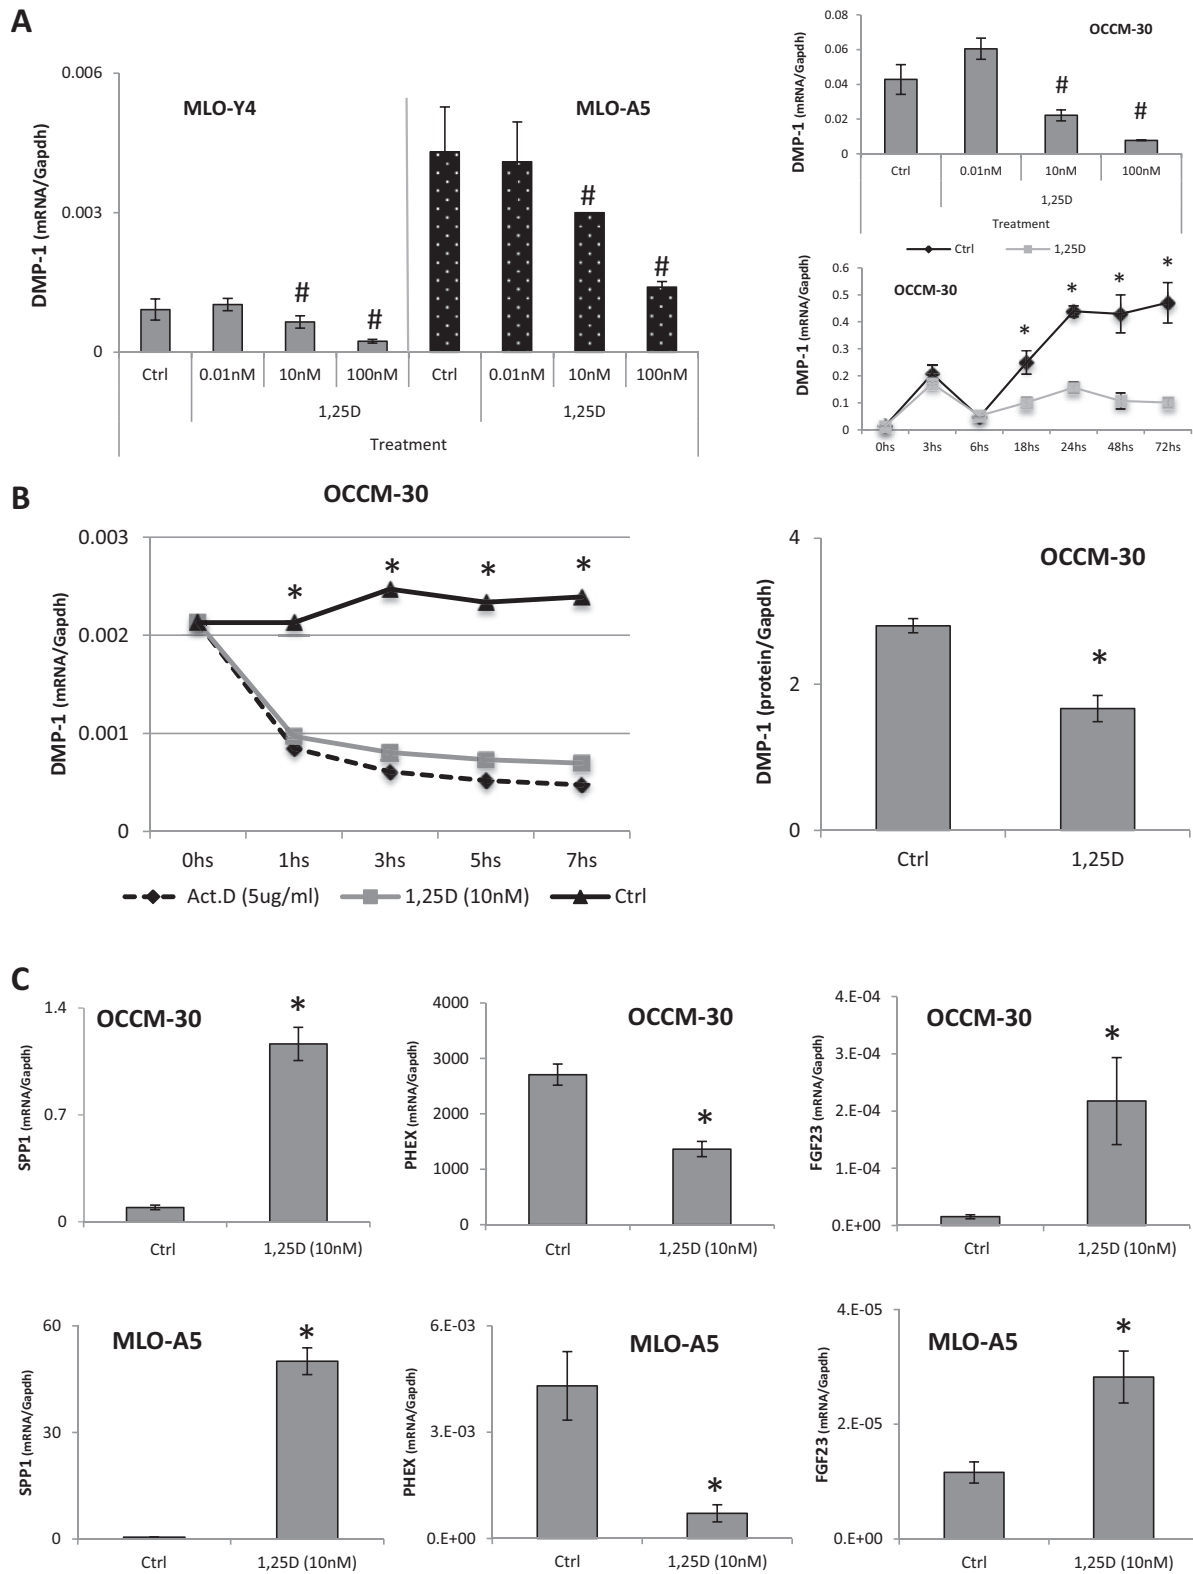 A
DMP-1 (mRNA/Gapdh)
0.006
0.003
0
MLO-Y4
MLO-A5
# # # #
Ctrl 0.01nM 10nM 100nM Ctrl 0.01nM 10nM 100nM
1,25D 1,25D
Treatment
DMP-1 (mRNA/Gapdh)
0.08
0.06
0.04
0.02
0
OCCM-30
# #
Ctrl 0.01nM 10nM 100nM
1,25D
Treatment
Ctrl 1,25D
DMP-1 (mRNA/Gapdh)
0.6
0.5
0.4
0.3
0.2
0.1
0
OCCM-30
* * * *
0hs 3hs 6hs 18hs 24hs 48hs 72hs
B
OCCM-30
DMP-1 (mRNA/Gapdh)
0.003
0.002
0.001
0
* * * *
0hs 1hs 3hs 5hs 7hs
Act.D (5ug/ml) 1,25D (10nM) Ctrl
DMP-1 (protein/Gapdh)
4
2
0
OCCM-30
*
Ctrl 1,25D
C
SPP1 (mRNA/Gapdh)
1.4
0.7
0
OCCM-30
*
Ctrl 1,25D (10nM)
PHEX (mRNA/Gapdh)
4000
3000
2000
1000
0
OCCM-30
*
Ctrl 1,25D (10nM)
FGF23 (mRNA/Gapdh)
4.E-04
3.E-04
2.E-04
1.E-04
0.E+00
OCCM-30
*
Ctrl 1,25D (10nM)
SPP1 (mRNA/Gapdh)
60
30
0
MLO-A5
*
Ctrl 1,25D (10nM)
PHEX (mRNA/Gapdh)
6.E-03
3.E-03
0.E+00
MLO-A5
*
Ctrl 1,25D (10nM)
FGF23 (mRNA/Gapdh)
4.E-05
2.E-05
0.E+00
MLO-A5
*
Ctrl 1,25D (10nM)